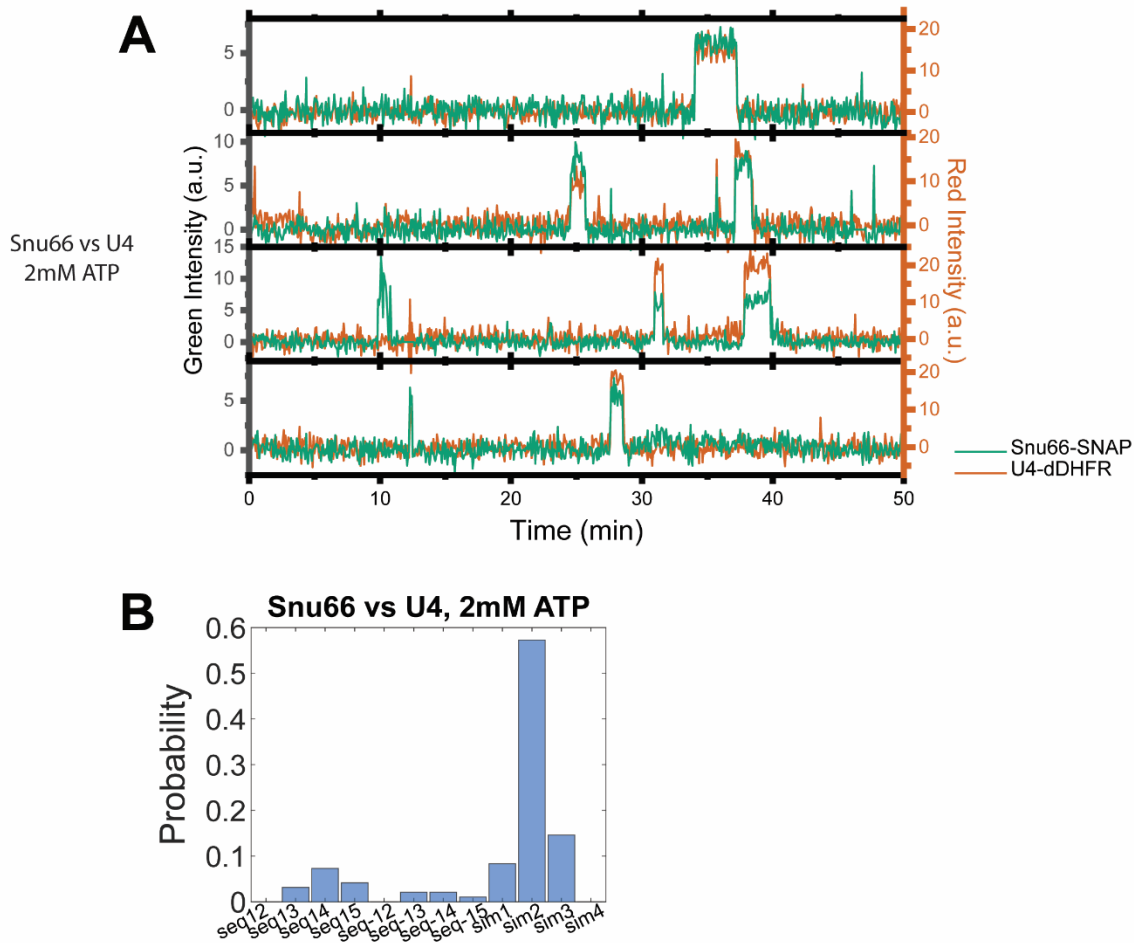 A
Snu66 vs U4
2mM ATP
Green Intensity (a.u.)
5
0
10
5
0
15
10
5
0
5
0
20
10
0
20
10
0
20
10
0
20
10
0
Red Intensity (a.u.)
0 10 20 30 40 50
Time (min)
Snu66-SNAP
U4-dDHFR
B
Snu66 vs U4, 2mM ATP
Probability
0.6
0.5
0.4
0.3
0.2
0.1
0
seq12 seq13 seq14 seq15 seq-12 seq-13 seq-14 seq-15 sim1 sim2 sim3 sim4